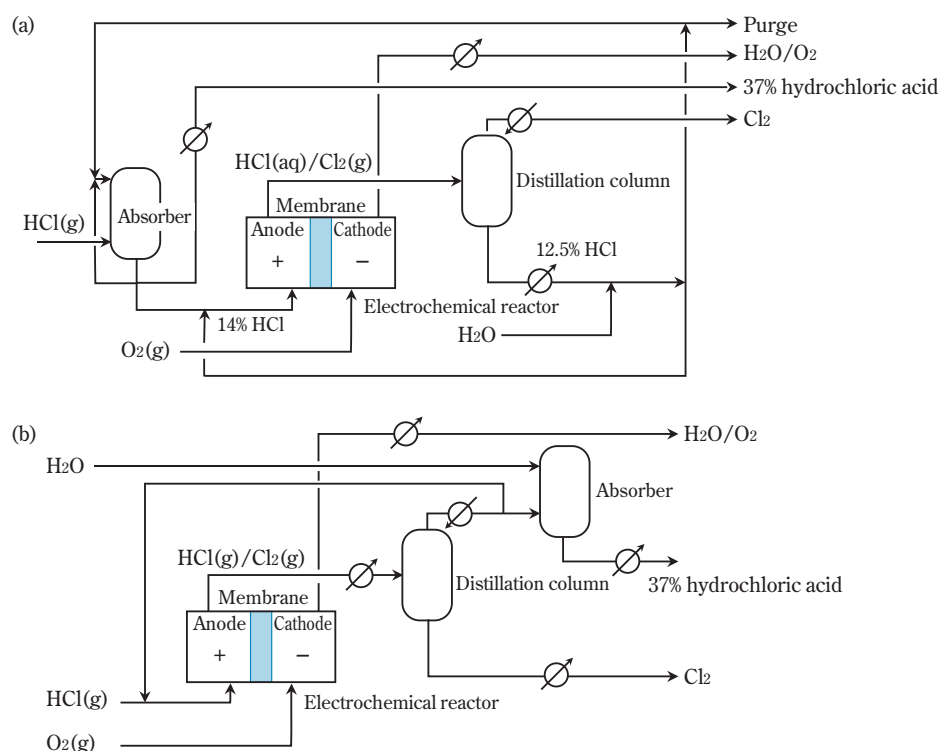 (a)
Purge
H2O/O2
37% hydrochloric acid
Cl2
HCl(aq)/Cl2(g)
Distillation column
Membrane
Absorber
HCl(g)
Anode
Cathode
+
−
12.5% HCl
Electrochemical reactor
14% HCl
H2O
O2(g)
(b)
H2O/O2
H2O
Absorber
HCl(g)/Cl2(g)
Distillation column
37% hydrochloric acid
Membrane
Anode
Cathode
+
−
Cl2
HCl(g)
Electrochemical reactor
O2(g)